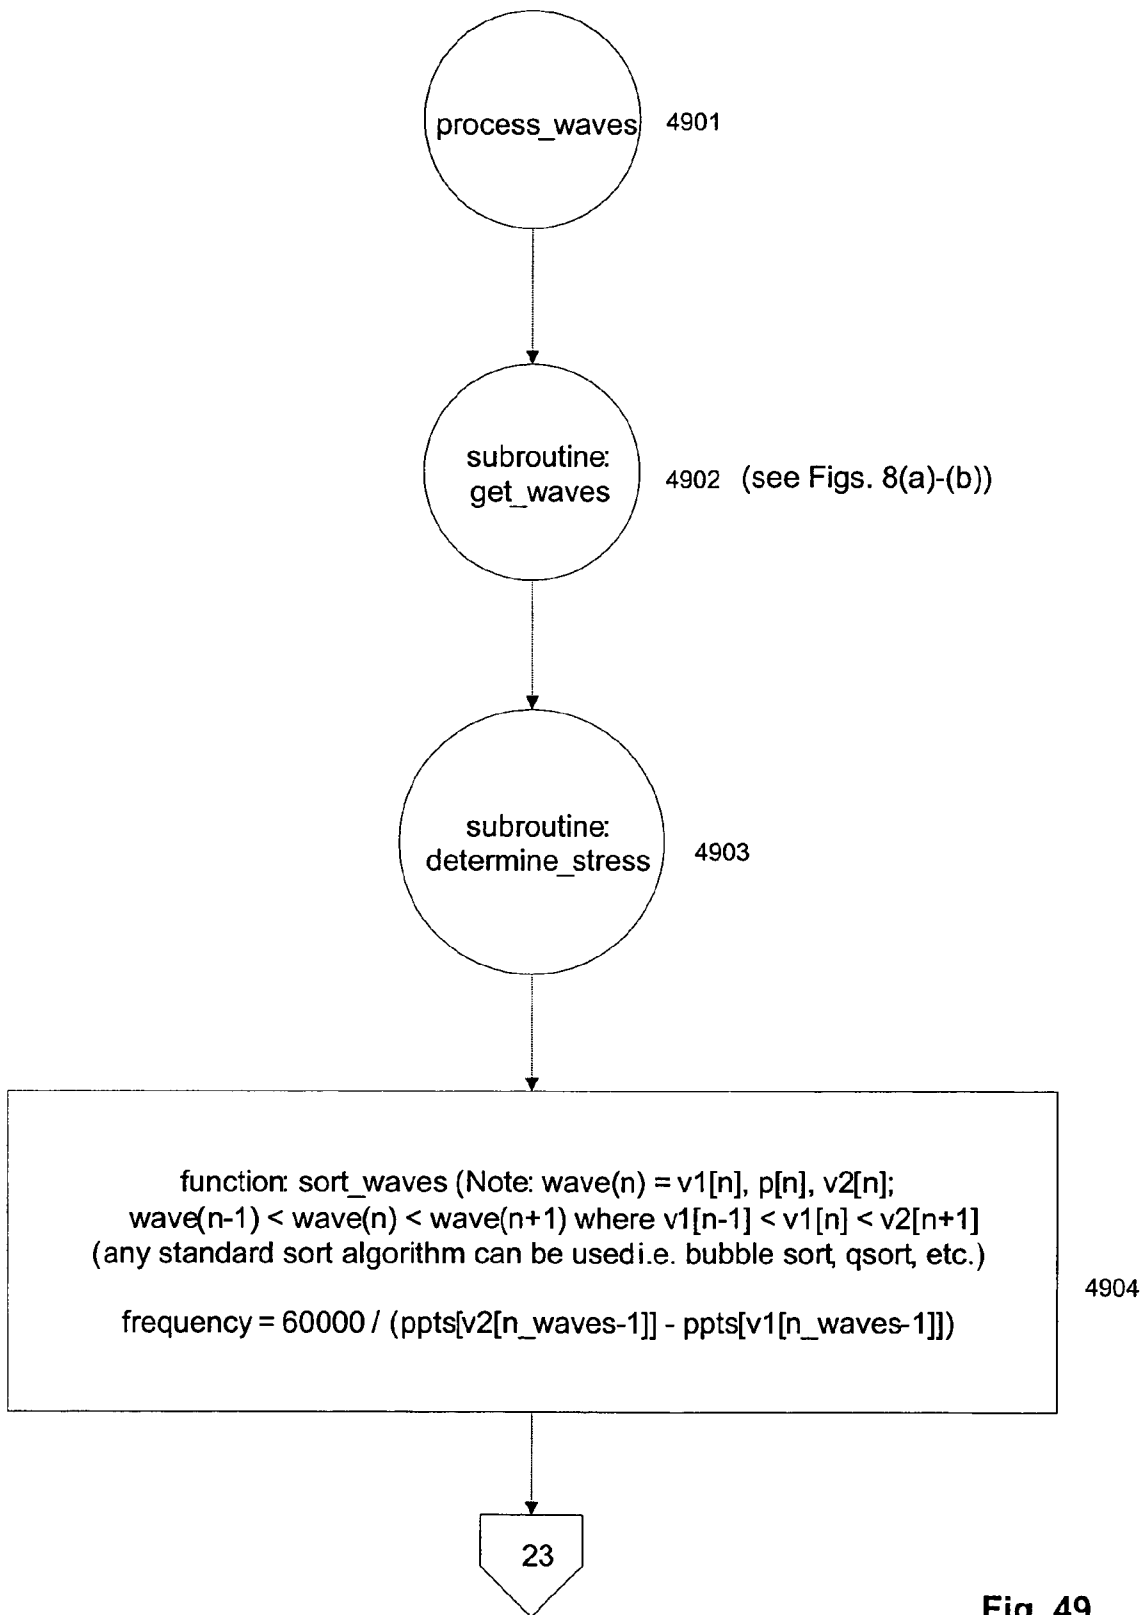 process_waves
4901
subroutine:
get_waves
4902 (see Figs. 8(a)-(b))
subroutine:
determine_stress
4903
function: sort_waves (Note: wave(n) = v1[n], p[n], v2[n];
wave(n-1) < wave(n) < wave(n+1) where v1[n-1] < v1[n] < v2[n+1]
(any standard sort algorithm can be used i.e. bubble sort, qsort, etc.)
frequency = 60000 / (ppts[v2[n_waves-1]] - ppts[v1[n_waves-1]])
4904
23
Fig. 49